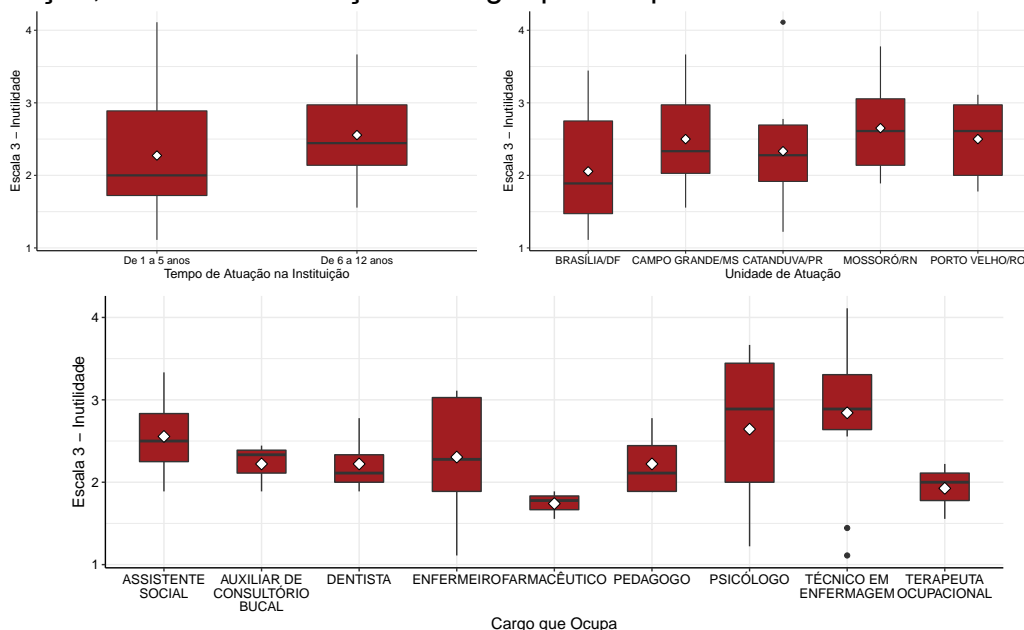 4
3
2
1
Escala 3 – Inutilidade
De 1 a 5 anos
De 6 a 12 anos
Tempo de Atuação na Instituição
4
3
2
1
Escala 3 – Inutilidade
BRASÍLIA/DF
CAMPO GRANDE/MS
CATANDUVA/PR
MOSSORÓ/RN
PORTO VELHO/RO
Unidade de Atuação
4
3
2
1
Escala 3 – Inutilidade
ASSISTENTE
SOCIAL
AUXILIAR DE
CONSULTÓRIO
BUCAL
DENTISTA
ENFERMEIRO
FARMACÊUTICO
PEDAGOGO
PSICÓLOGO
TÉCNICO EM
ENFERMAGEM
TERAPEUTA
OCUPACIONAL
Cargo que Ocupa